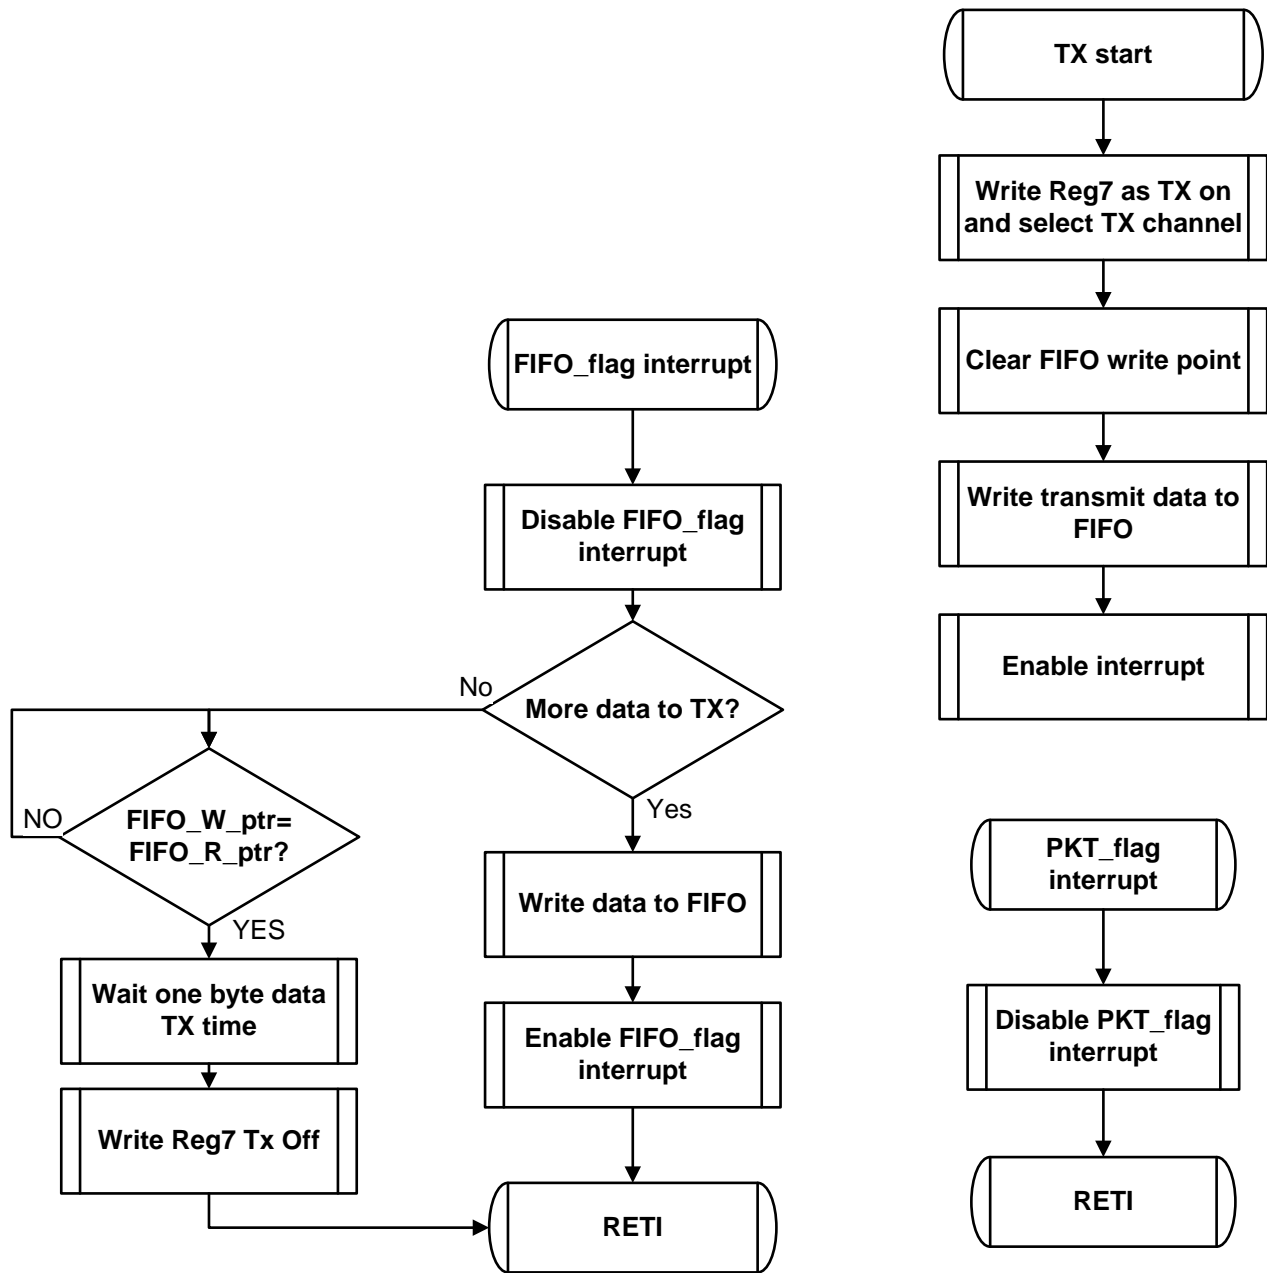 TX start
Write Reg7 as TX on
and select TX channel
Clear FIFO write point
Write transmit data to
FIFO
Enable interrupt
FIFO_flag interrupt
Disable FIFO_flag
interrupt
More data to TX?
No
Yes
FIFO_W_ptr=
FIFO_R_ptr?
NO
YES
Wait one byte data
TX time
Write Reg7 Tx Off
Write data to FIFO
Enable FIFO_flag
interrupt
RETI
PKT_flag
interrupt
Disable PKT_flag
interrupt
RETI